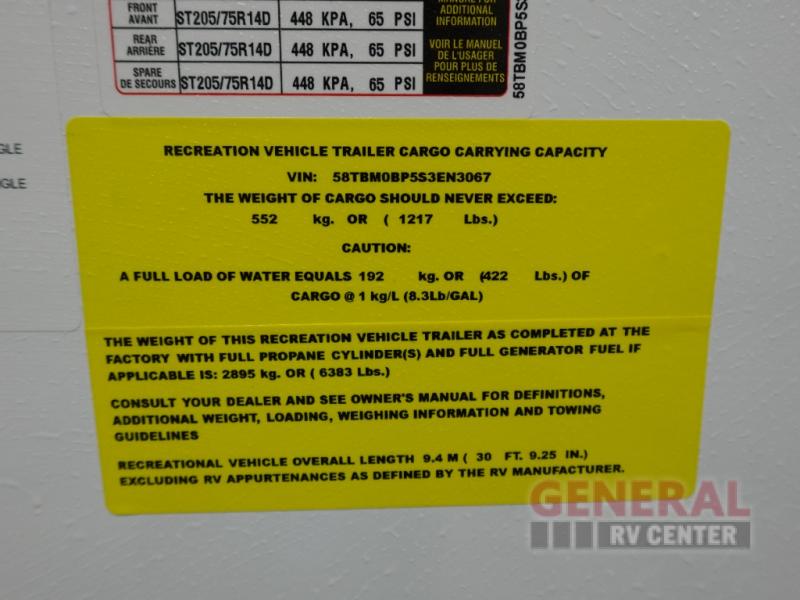 FRONT
AVANT
ST205/75R14D
448 KPA, 65 PSI
REAR
ARRIÈRE
ST205/75R14D
448 KPA, 65 PSI
SPARE
DE SECOURS
ST205/75R14D
448 KPA, 65 PSI
MANUAL FOR
ADDITIONAL
INFORMATION
VOIR LE MANUEL
DE L'USAGER
POUR PLUS DE
RENSEIGNEMENTS
58TBM0BP5S
GLE
GLE
RECREATION VEHICLE TRAILER CARGO CARRYING CAPACITY
VIN: 58TBM0BP5S3EN3067
THE WEIGHT OF CARGO SHOULD NEVER EXCEED:
552 kg. OR ( 1217 Lbs.)
CAUTION:
A FULL LOAD OF WATER EQUALS 192 kg. OR (422 Lbs.) OF
CARGO @ 1 kg/L (8.3Lb/GAL)
THE WEIGHT OF THIS RECREATION VEHICLE TRAILER AS COMPLETED AT THE
FACTORY WITH FULL PROPANE CYLINDER(S) AND FULL GENERATOR FUEL IF
APPLICABLE IS: 2895 kg. OR ( 6383 Lbs.)
CONSULT YOUR DEALER AND SEE OWNER'S MANUAL FOR DEFINITIONS,
ADDITIONAL WEIGHT, LOADING, WEIGHING INFORMATION AND TOWING
GUIDELINES
RECREATIONAL VEHICLE OVERALL LENGTH 9.4 M ( 30 FT. 9.25 IN.)
EXCLUDING RV APPURTENANCES AS DEFINED BY THE RV MANUFACTURER.
GENERAL
RV CENTER